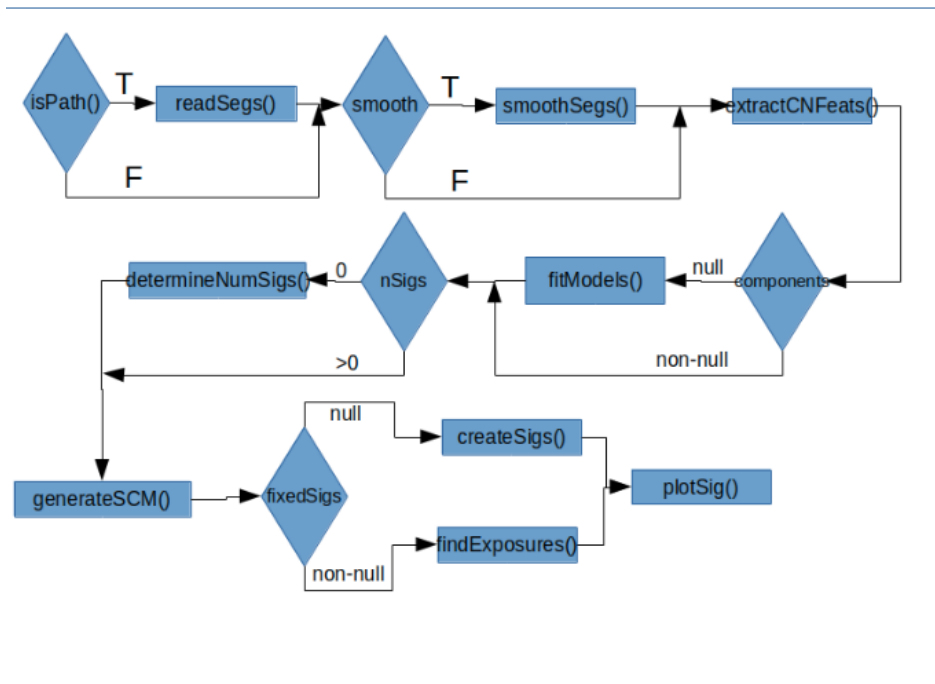 isPath()
T
readSegs()
F
smooth
T
smoothSegs()
F
extractCNFeats()
components
null
non-null
fitModels()
nSigs
0
>0
determineNumSigs()
generateSCM()
fixedSigs
null
non-null
createSigs()
findExposures()
plotSig()